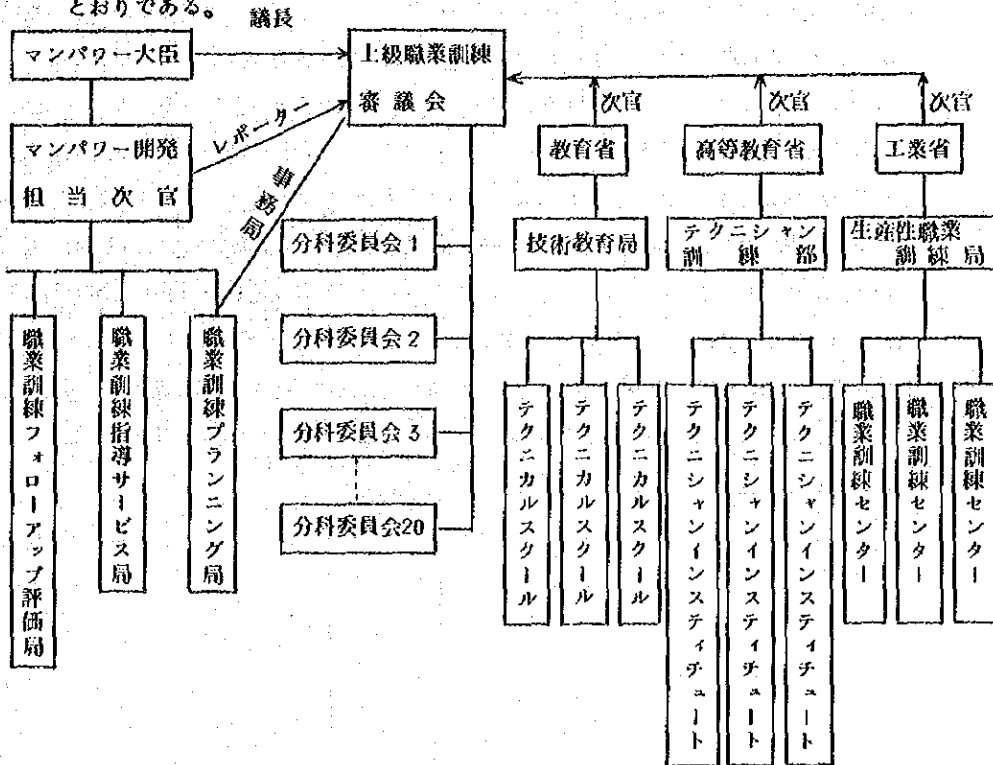 とおりである。
議長
マンパワー大臣
上級職業訓練
審議会
レポーター
次官
次官
次官
マンパワー開発
担当次官
教育省
高等教育省
工業省
事務局
分科委員会1
技術教育局
テクニシャン
訓練部
生産性職業
訓練局
分科委員会2
分科委員会3
分科委員会20
職業訓練フォローアップ評価局
職業訓練指導サービス局
職業訓練プランニング局
テクニカルスクール
テクニカルスクール
テクニカルスクール
テクニシャンインスティチュート
テクニシャンインスティチュート
テクニシャンインスティチュート
職業訓練センター
職業訓練センター
職業訓練センター